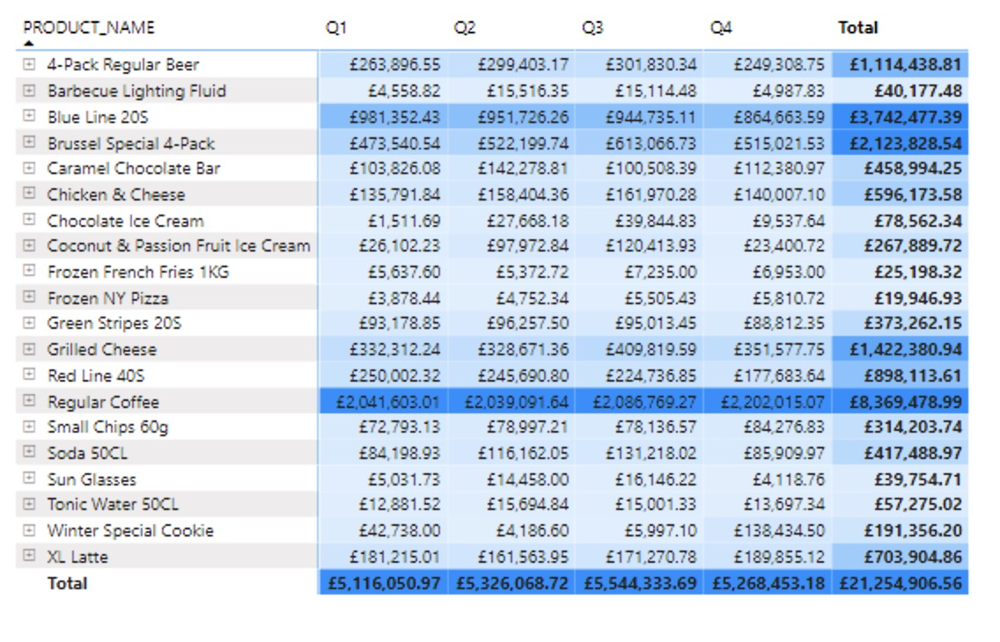 PRODUCT_NAME Q1 Q2 Q3 Q4 Total
4-Pack Regular Beer £263,896.55 £299,403.17 £301,830.34 £249,308.75 £1,114,438.81
Barbecue Lighting Fluid £4,558.82 £15,516.35 £15,114.48 £4,987.83 £40,177.48
Blue Line 20S £981,352.43 £951,726.26 £944,735.11 £864,663.59 £3,742,477.39
Brussel Special 4-Pack £473,540.54 £522,199.74 £613,066.73 £515,021.53 £2,123,828.54
Caramel Chocolate Bar £103,826.08 £142,278.81 £100,508.39 £112,380.97 £458,994.25
Chicken & Cheese £135,791.84 £158,404.36 £161,970.28 £140,007.10 £596,173.58
Chocolate Ice Cream £1,511.69 £27,668.18 £39,844.83 £9,537.64 £78,562.34
Coconut & Passion Fruit Ice Cream £26,102.23 £97,972.84 £120,413.93 £23,400.72 £267,889.72
Frozen French Fries 1KG £5,637.60 £5,372.72 £7,235.00 £6,953.00 £25,198.32
Frozen NY Pizza £3,878.44 £4,752.34 £5,505.43 £5,810.72 £19,946.93
Green Stripes 20S £93,178.85 £96,257.50 £95,013.45 £88,812.35 £373,262.15
Grilled Cheese £332,312.24 £328,671.36 £409,819.59 £351,577.75 £1,422,380.94
Red Line 40S £250,002.32 £245,690.80 £224,736.85 £177,683.64 £898,113.61
Regular Coffee £2,041,603.01 £2,039,091.64 £2,086,769.27 £2,202,015.07 £8,369,478.99
Small Chips 60g £72,793.13 £78,997.21 £78,136.57 £84,276.83 £314,203.74
Soda 50CL £84,198.93 £116,162.05 £131,218.02 £85,909.97 £417,488.97
Sun Glasses £5,031.73 £14,458.00 £16,146.22 £4,118.76 £39,754.71
Tonic Water 50CL £12,881.52 £15,694.84 £15,001.33 £13,697.34 £57,275.02
Winter Special Cookie £42,738.00 £4,186.60 £5,997.10 £138,434.50 £191,356.20
XL Latte £181,215.01 £161,563.95 £171,270.78 £189,855.12 £703,904.86
Total £5,116,050.97 £5,326,068.72 £5,544,333.69 £5,268,453.18 £21,254,906.56